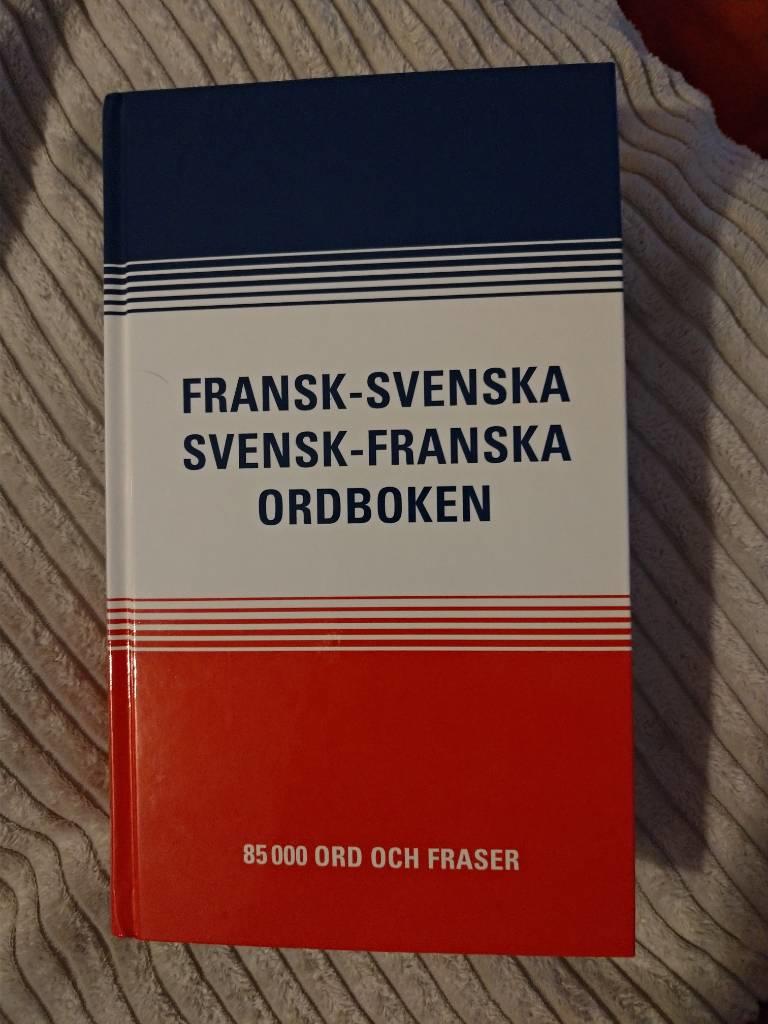 FRANSK-SVENSKA
SVENSK-FRANSKA
ORDBOKEN
85 000 ORD OCH FRASER